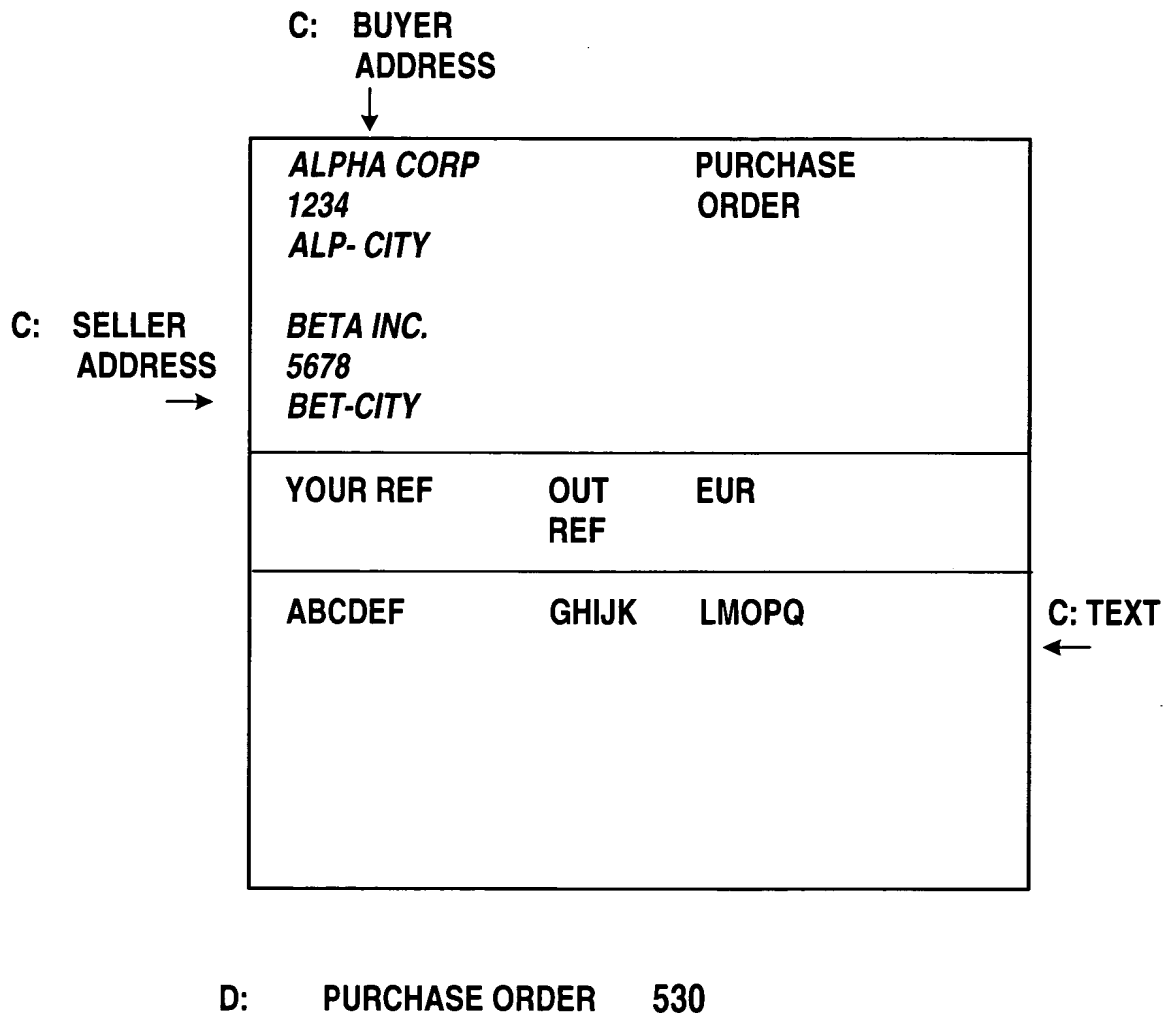 C: BUYER
ADDRESS
ALPHA CORP PURCHASE
1234 ORDER
ALP- CITY
C: SELLER BETA INC.
ADDRESS 5678
BET-CITY
YOUR REF OUT EUR
REF
ABCDEF GHIJK LMOPQ C: TEXT
D: PURCHASE ORDER 530